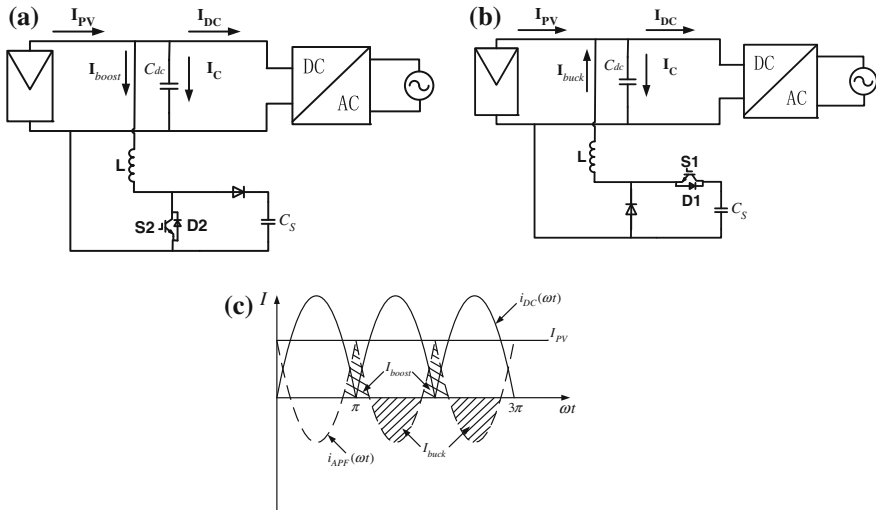 (a)
I_PV
I_DC
I_boost
C_dc
I_C
DC
AC
L
S2
D2
C_S
(b)
I_PV
I_DC
I_buck
C_dc
I_C
DC
AC
L
S1
D1
C_S
(c)
I
i_DC(ωt)
I_PV
I_boost
π
3π
ωt
i_APF(ωt)
I_buck